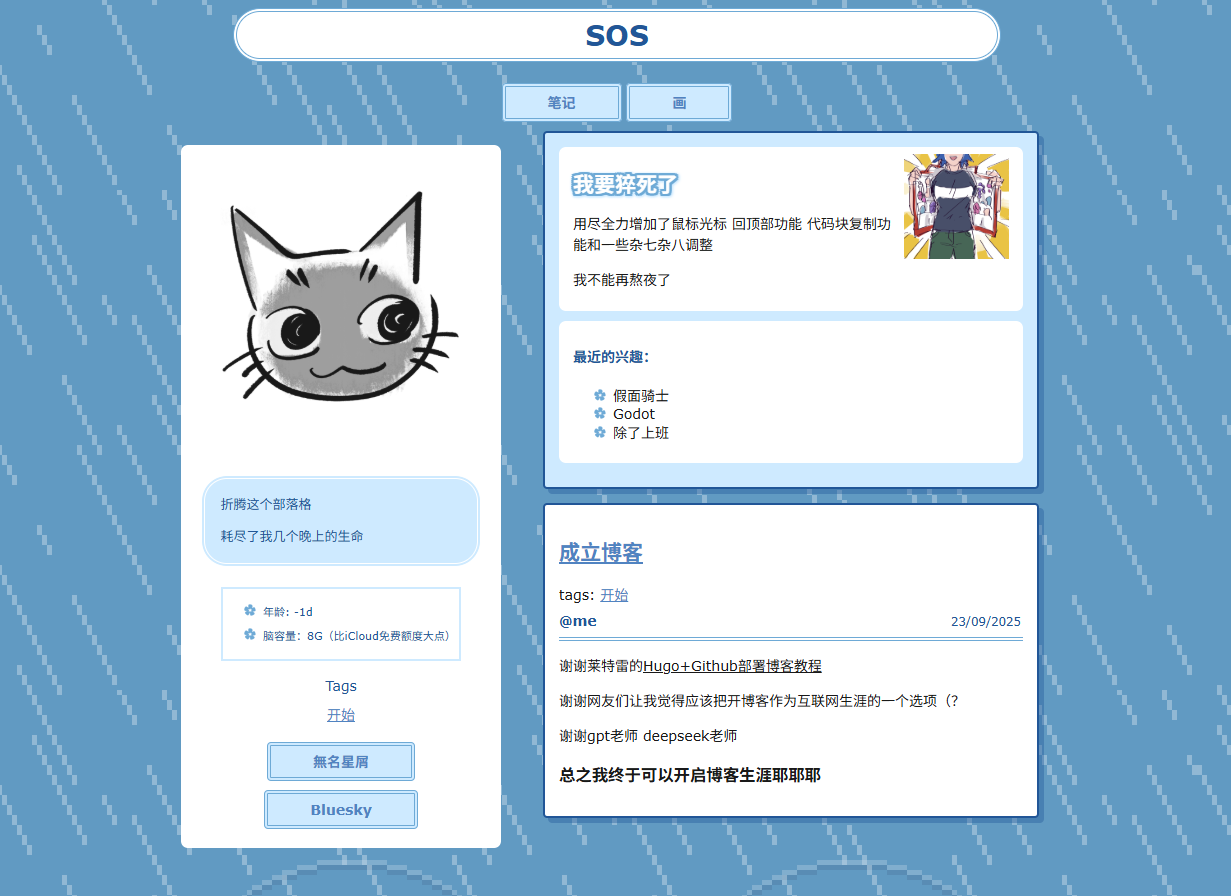 SOS
笔记
画
折腾这个部落格
耗尽了我几个晚上的生命
年龄: -1d
脑容量：8G（比iCloud免费额度大点）
Tags
开始
無名星屑
Bluesky
我要猝死了
用尽全力增加了鼠标光标 回顶部功能 代码块复制功
能和一些杂七杂八调整
我不能再熬夜了
最近的兴趣：
假面骑士
Godot
除了上班
成立博客
tags: 开始
@me 23/09/2025
谢谢莱特雷的Hugo+Github部署博客教程
谢谢网友们让我觉得应该把开博客作为互联网生涯的一个选项（？
谢谢gpt老师 deepseek老师
总之我终于可以开启博客生涯耶耶耶